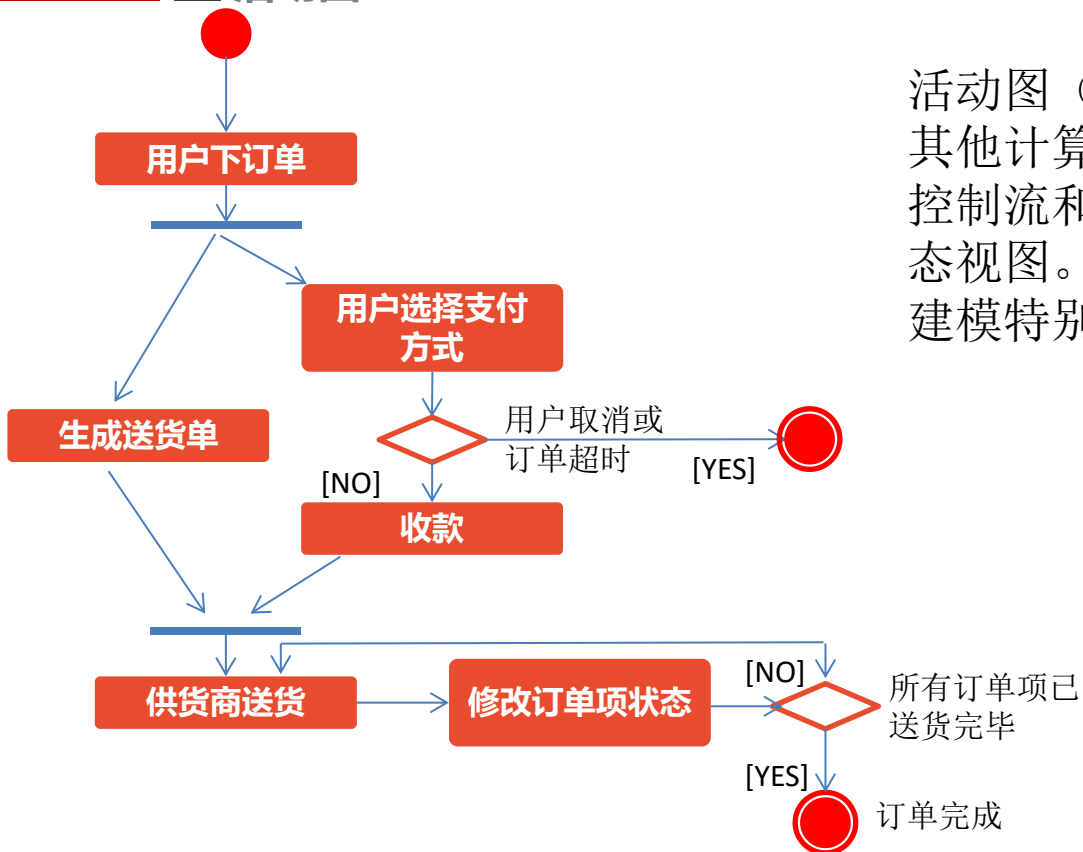 用户下订单
用户选择支付
方式
生成送货单
用户取消或
订单超时
[YES]
[NO]
收款
供货商送货
修改订单项状态
[NO]
所有订单项已
送货完毕
[YES]
订单完成
活动图（
其他计算
控制流和
态视图。
建模特别